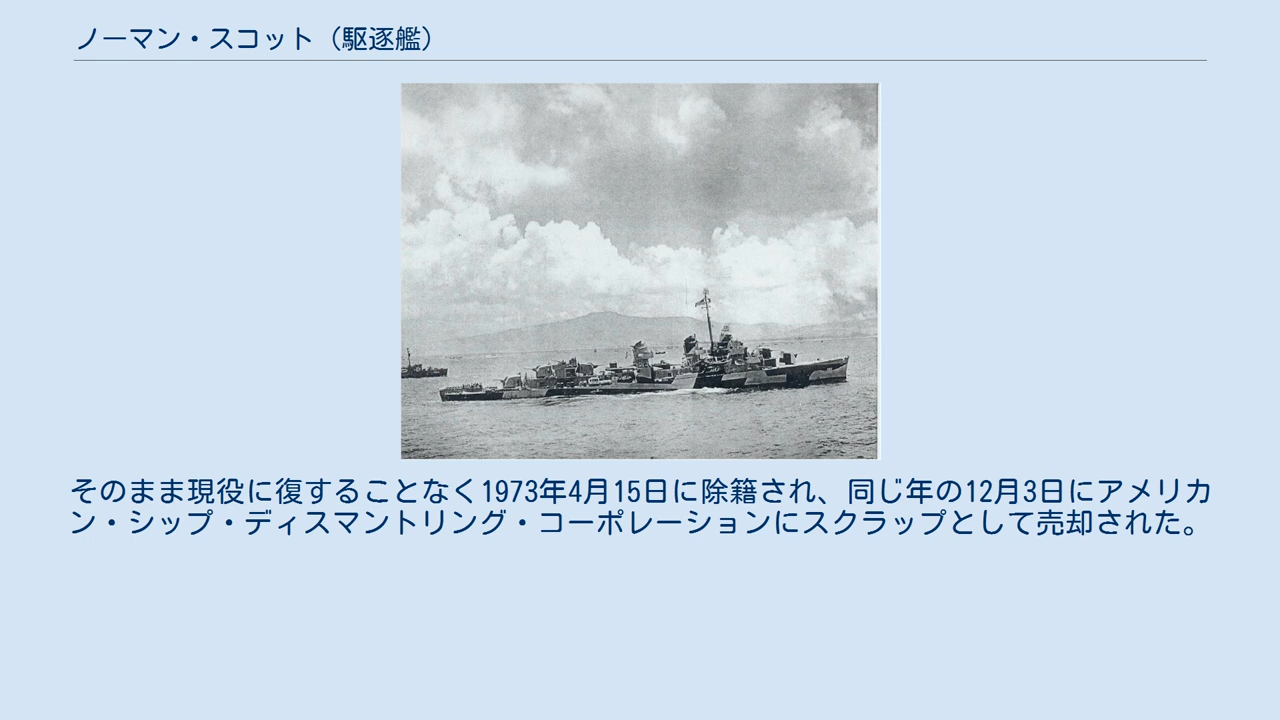 ノーマン・スコット（駆逐艦）
そのまま現役に復することなく1973年4月15日に除籍され、同じ年の12月3日にアメリカ
ン・シップ・ディスマントリング・コーポレーションにスクラップとして売却された。